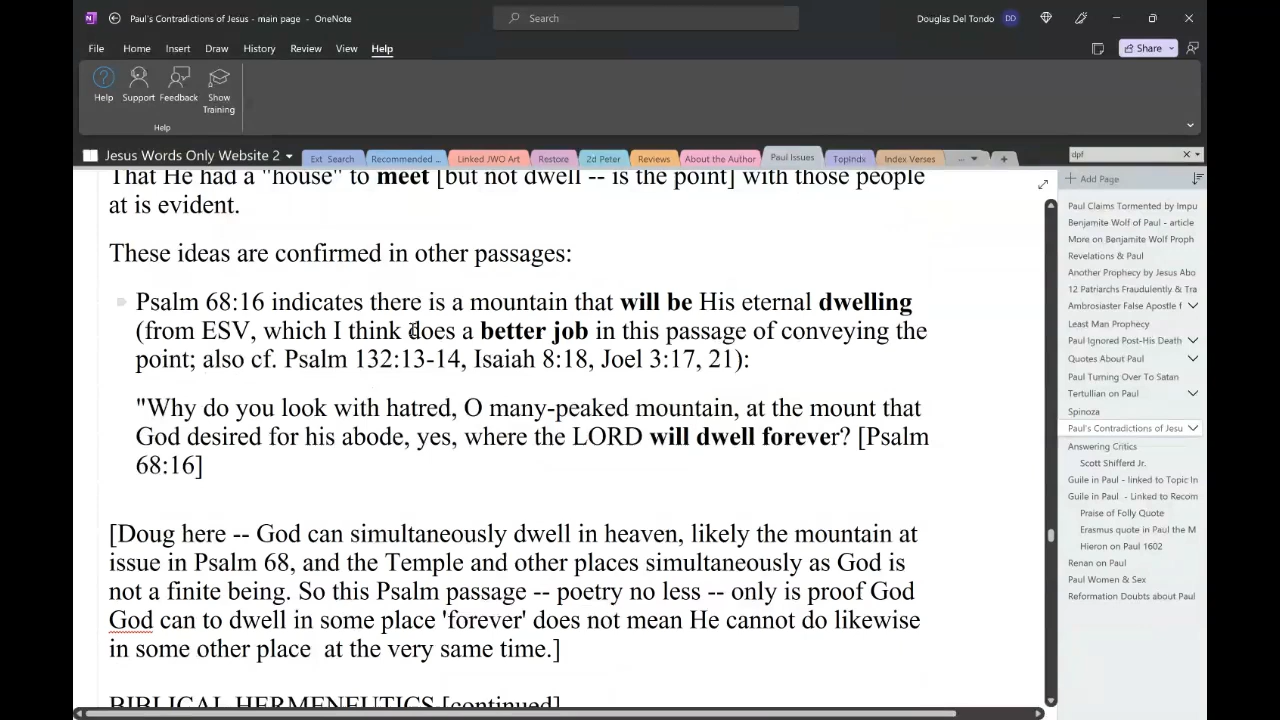 Paul's Contradictions of Jesus - main page - OneNote
Search
Douglas Del Tondo
DD
File Home Insert Draw History Review View Help
Share
Help Support Feedback Show Training
Help
Jesus Words Only Website 2
Ext Search
Recommended ...
Linked JWO Art
Restore
2d Peter
Reviews
About the Author
Paul Issues
TopIndx
Index Verses
...
dpf
That He had a "house" to meet [but not dwell -- is the point] with those people
at is evident.
These ideas are confirmed in other passages:
Psalm 68:16 indicates there is a mountain that will be His eternal dwelling
(from ESV, which I think does a better job in this passage of conveying the
point; also cf. Psalm 132:13-14, Isaiah 8:18, Joel 3:17, 21):
"Why do you look with hatred, O many-peaked mountain, at the mount that
God desired for his abode, yes, where the LORD will dwell forever? [Psalm
68:16]
[Doug here -- God can simultaneously dwell in heaven, likely the mountain at
issue in Psalm 68, and the Temple and other places simultaneously as God is
not a finite being. So this Psalm passage -- poetry no less -- only is proof God
God can to dwell in some place 'forever' does not mean He cannot do likewise
in some other place at the very same time.]
BIBLICAL HERMENEUTICS [continued]
Add Page
Paul Claims Tormented by Impu
Benjamite Wolf of Paul - article
More on Benjamite Wolf Proph
Revelations & Paul
Another Prophecy by Jesus Abo
12 Patriarchs Fraudulently & Tra
Ambrosiaster False Apostle f
Least Man Prophecy
Paul Ignored Post-His Death
Quotes About Paul
Paul Turning Over To Satan
Tertullian on Paul
Spinoza
Paul's Contradictions of Jesu
Answering Critics
Scott Shifferd Jr.
Guile in Paul - linked to Topic In
Guile in Paul - Linked to Recom
Praise of Folly Quote
Erasmus quote in Paul the M
Hieron on Paul 1602
Renan on Paul
Paul Women & Sex
Reformation Doubts about Paul